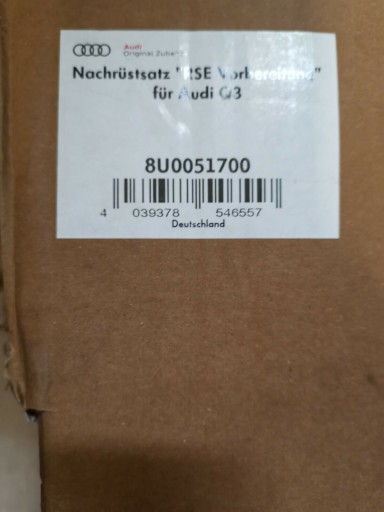 Audi
Original Zubehör
Nachrüstsatz "RSE Vorbereitung"
für Audi Q3
8U0051700
4 039378 546557
Deutschland